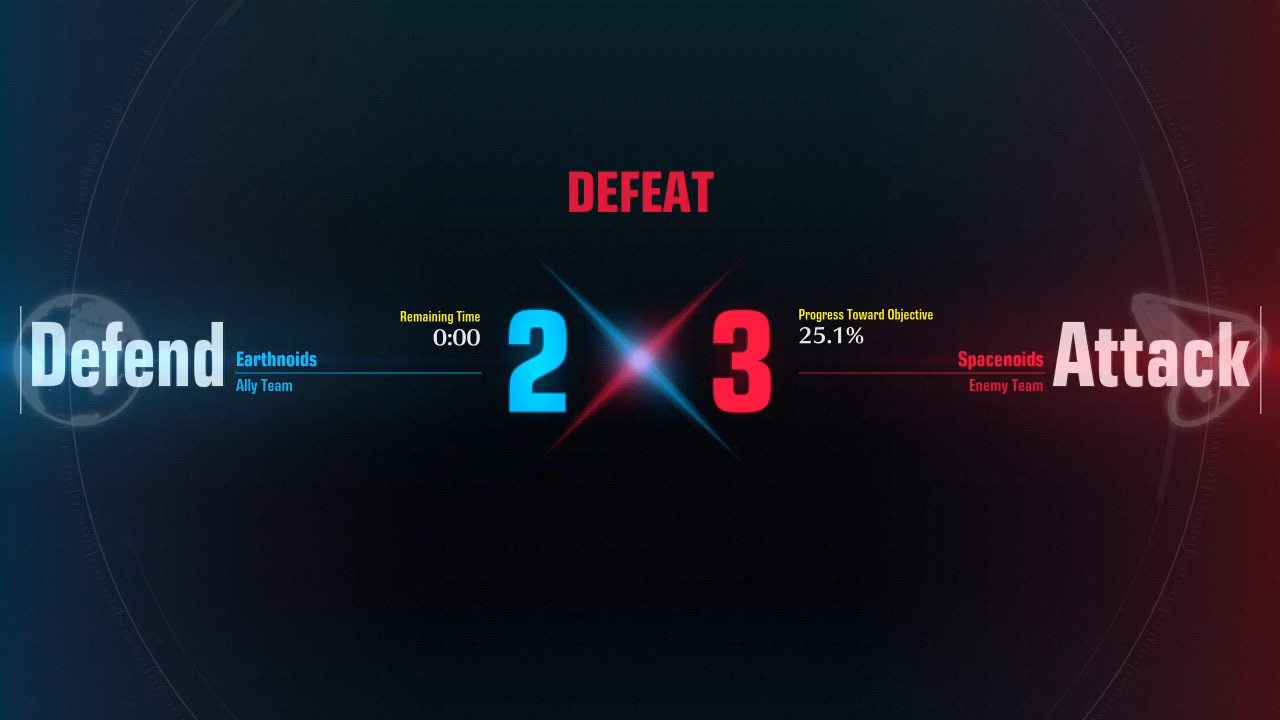 DEFEAT
Defend
Earthnoids
Ally Team
Remaining Time
0:00
2
3
Progress Toward Objective
25.1%
Spacenoids
Enemy Team
Attack